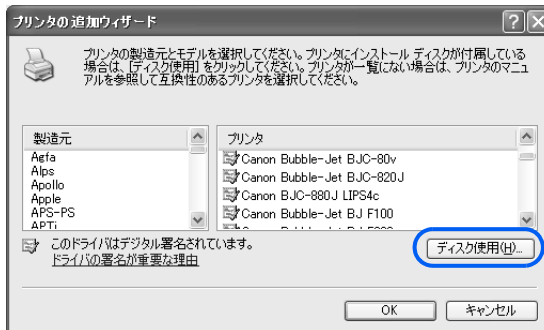 プリンタの追加ウィザード
プリンタの製造元とモデルを選択してください。プリンタにインストール ディスクが付属している
場合は、[ディスク使用] をクリックしてください。プリンタが一覧にない場合は、プリンタのマニュ
アルを参照して互換性のあるプリンタを選択してください。
製造元
Agfa
Alps
Apollo
Apple
APS-PS
APTi
プリンタ
Canon Bubble-Jet BJC-80v
Canon Bubble-Jet BJC-820J
Canon BJC-880J LIPS4c
Canon Bubble-Jet BJ F100
このドライバはデジタル署名されています。
ドライバの署名が重要な理由
ディスク使用(H)...
OK
キャンセル